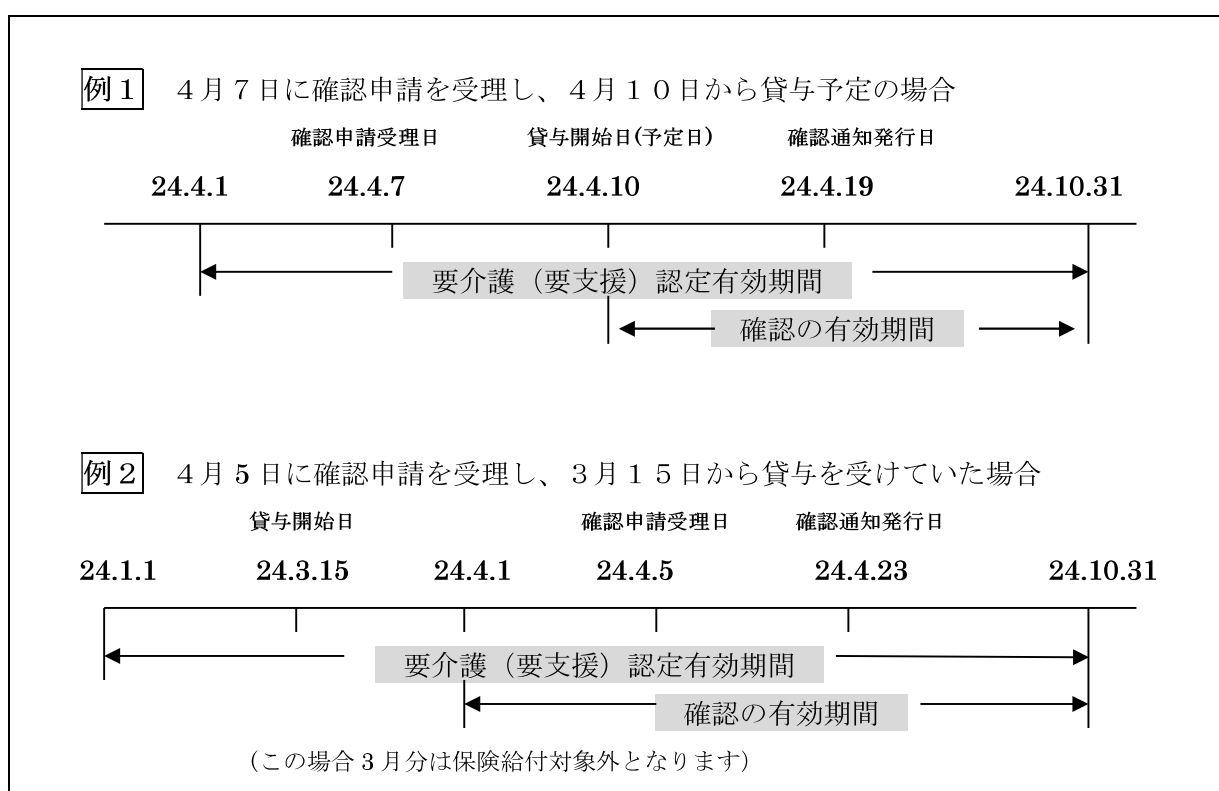 例１ ４月７日に確認申請を受理し、４月１０日から貸与予定の場合
確認申請受理日 貸与開始日(予定日) 確認通知発行日
24.4.1 24.4.7 24.4.10 24.4.19 24.10.31
要介護（要支援）認定有効期間
確認の有効期間
例２ ４月5日に確認申請を受理し、３月１５日から貸与を受けていた場合
貸与開始日 確認申請受理日 確認通知発行日
24.1.1 24.3.15 24.4.1 24.4.5 24.4.23 24.10.31
要介護（要支援）認定有効期間
確認の有効期間
（この場合3月分は保険給付対象外となります）